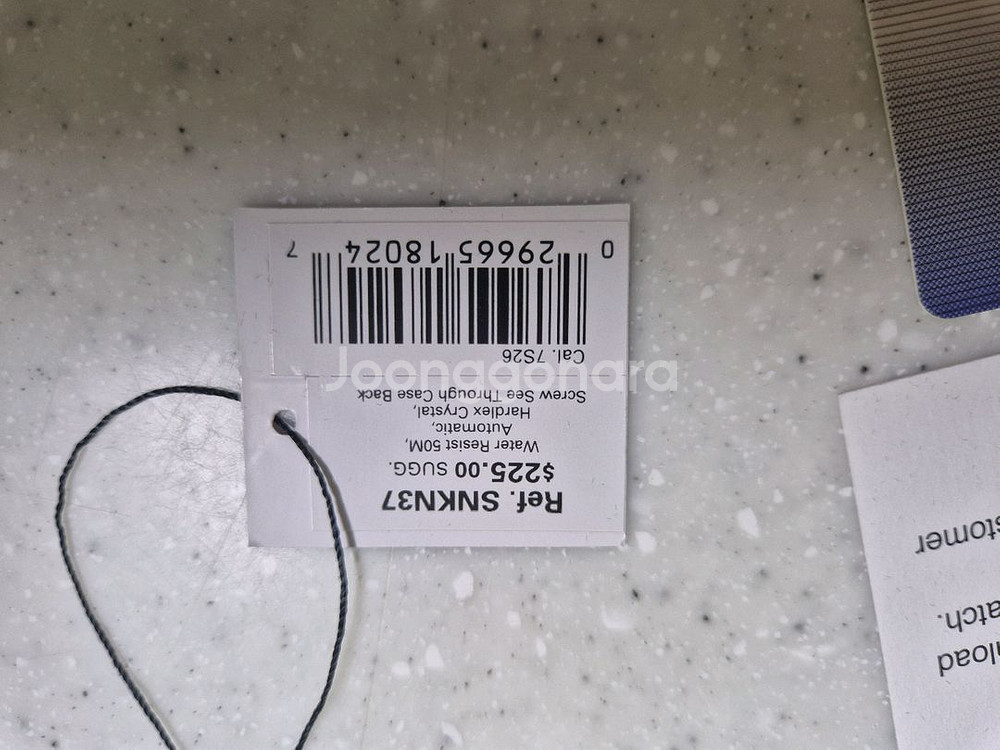 Ref. SNKN37
$225.00 SUGG.
Water Resist 50M,
Automatic,
Hardlex Crystal,
Screw See Through Case Back
Cal. 7S26
0 29665 18024 7
Joonggonara